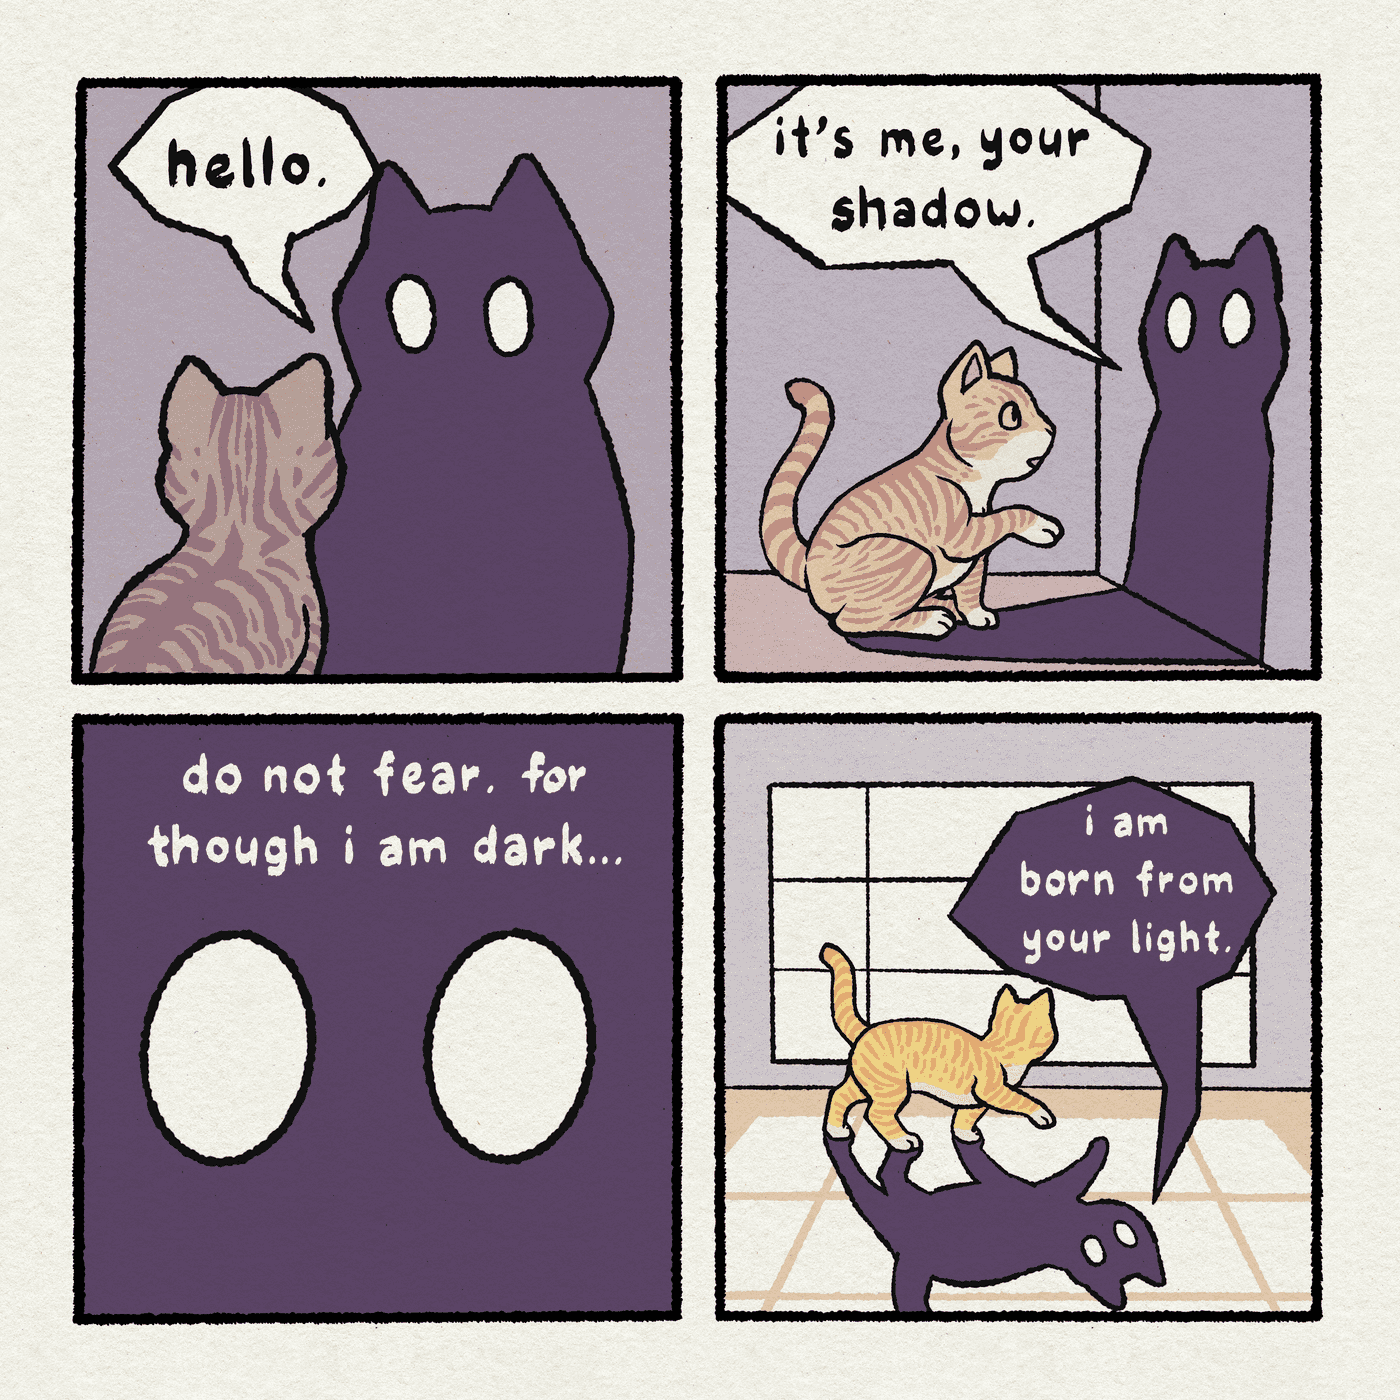 hello.
it's me, your
shadow.
do not fear. for
though i am dark...
i am
born from
your light.